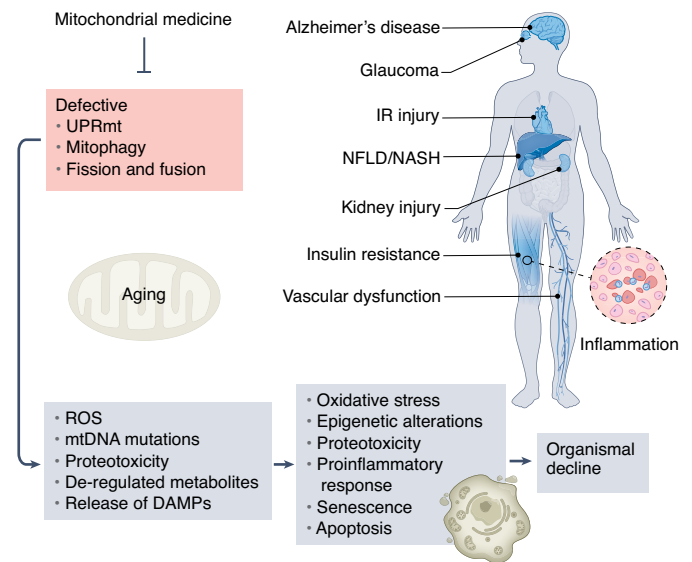 Mitochondrial medicine
Defective
• UPRmt
• Mitophagy
• Fission and fusion
Aging
• ROS
• mtDNA mutations
• Proteotoxicity
• De-regulated metabolites
• Release of DAMPs
• Oxidative stress
• Epigenetic alterations
• Proteotoxicity
• Proinflammatory
response
• Senescence
• Apoptosis
Organismal
decline
Alzheimer's disease
Glaucoma
IR injury
NFLD/NASH
Kidney injury
Insulin resistance
Vascular dysfunction
Inflammation